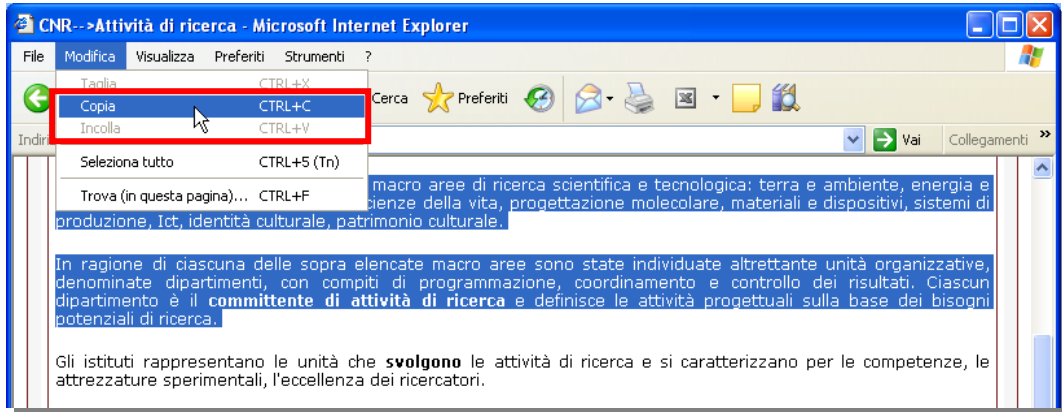 CNR-->Attività di ricerca - Microsoft Internet Explorer
File Modifica Visualizza Preferiti Strumenti ?
Taglia CTRL+X
Copia CTRL+C
Incolla CTRL+V
Seleziona tutto CTRL+5 (Tn)
Trova (in questa pagina)... CTRL+F
Cerca Preferiti
Indiri
Vai Collegamenti »
macro aree di ricerca scientifica e tecnologica: terra e ambiente, energia e
cienze della vita, progettazione molecolare, materiali e dispositivi, sistemi di
produzione, Ict, identità culturale, patrimonio culturale.
In ragione di ciascuna delle sopra elencate macro aree sono state individuate altrettante unità organizzative,
denominate dipartimenti, con compiti di programmazione, coordinamento e controllo dei risultati. Ciascun
dipartimento è il committente di attività di ricerca e definisce le attività progettuali sulla base dei bisogni
potenziali di ricerca.
Gli istituti rappresentano le unità che svolgono le attività di ricerca e si caratterizzano per le competenze, le
attrezzature sperimentali, l'eccellenza dei ricercatori.